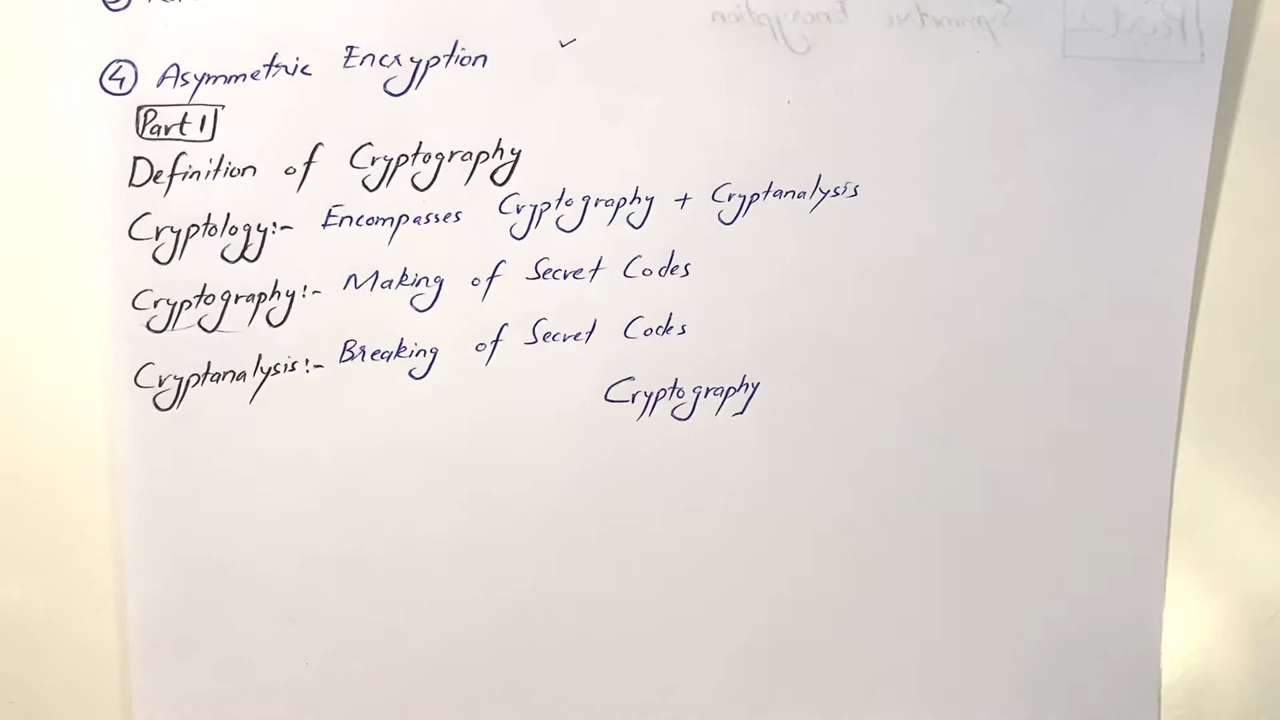 ④ Asymmetric Encryption ✓
Part 1
Definition of Cryptography
Cryptology:- Encompasses Cryptography + Cryptanalysis
Cryptography:- Making of Secret Codes
Cryptanalysis:- Breaking of Secret Codes
Cryptography